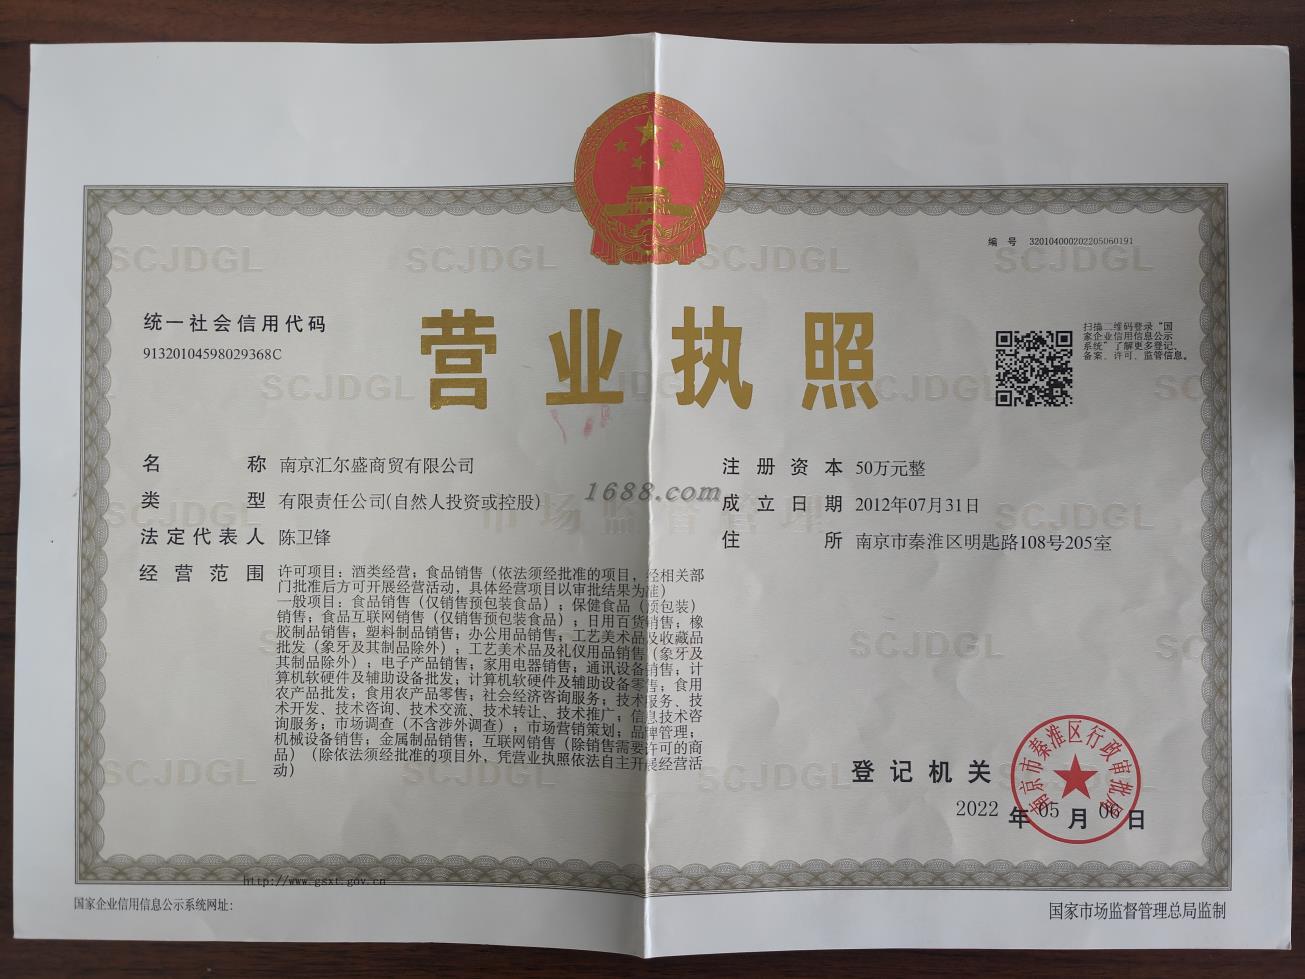 编 号 320104000202205060191
统一社会信用代码
91320104598029368C
营业执照
扫描二维码登录“国
家企业信用信息公示
系统”了解更多登记、
备案、许可、监管信息。
名称 南京汇尔盛商贸有限公司
类型 有限责任公司(自然人投资或控股)
法定代表人 陈卫锋
经营范围 许可项目：酒类经营；食品销售（依法须经批准的项目，经相关部
门批准后方可开展经营活动，具体经营项目以审批结果为准）
一般项目：食品销售（仅销售预包装食品）；保健食品（预包装）
销售；食品互联网销售（仅销售预包装食品）；日用百货销售；橡
胶制品销售；塑料制品销售；办公用品销售；工艺美术品及收藏品
批发（象牙及其制品除外）；工艺美术品及礼仪用品销售（象牙及
其制品除外）；电子产品销售；家用电器销售；通讯设备销售；计
算机软硬件及辅助设备批发；计算机软硬件及辅助设备零售；食用
农产品批发；食用农产品零售；社会经济咨询服务；技术服务、技
术开发、技术咨询、技术交流、技术转让、技术推广；信息技术咨
询服务；市场调查（不含涉外调查）；市场营销策划；品牌管理；
机械设备销售；金属制品销售；互联网销售（除销售需要许可的商
品）（除依法须经批准的项目外，凭营业执照依法自主开展经营活
动）
注册资本 50万元整
成立日期 2012年07月31日
住所 南京市秦淮区明匙路108号205室
1688.com
登记机关
南京市秦淮区行政审批局
2022 年 05 月 06 日
http://www.gsxt.gov.cn
国家企业信用信息公示系统网址：
国家市场监督管理总局监制
SCJDGL
市场监督管理